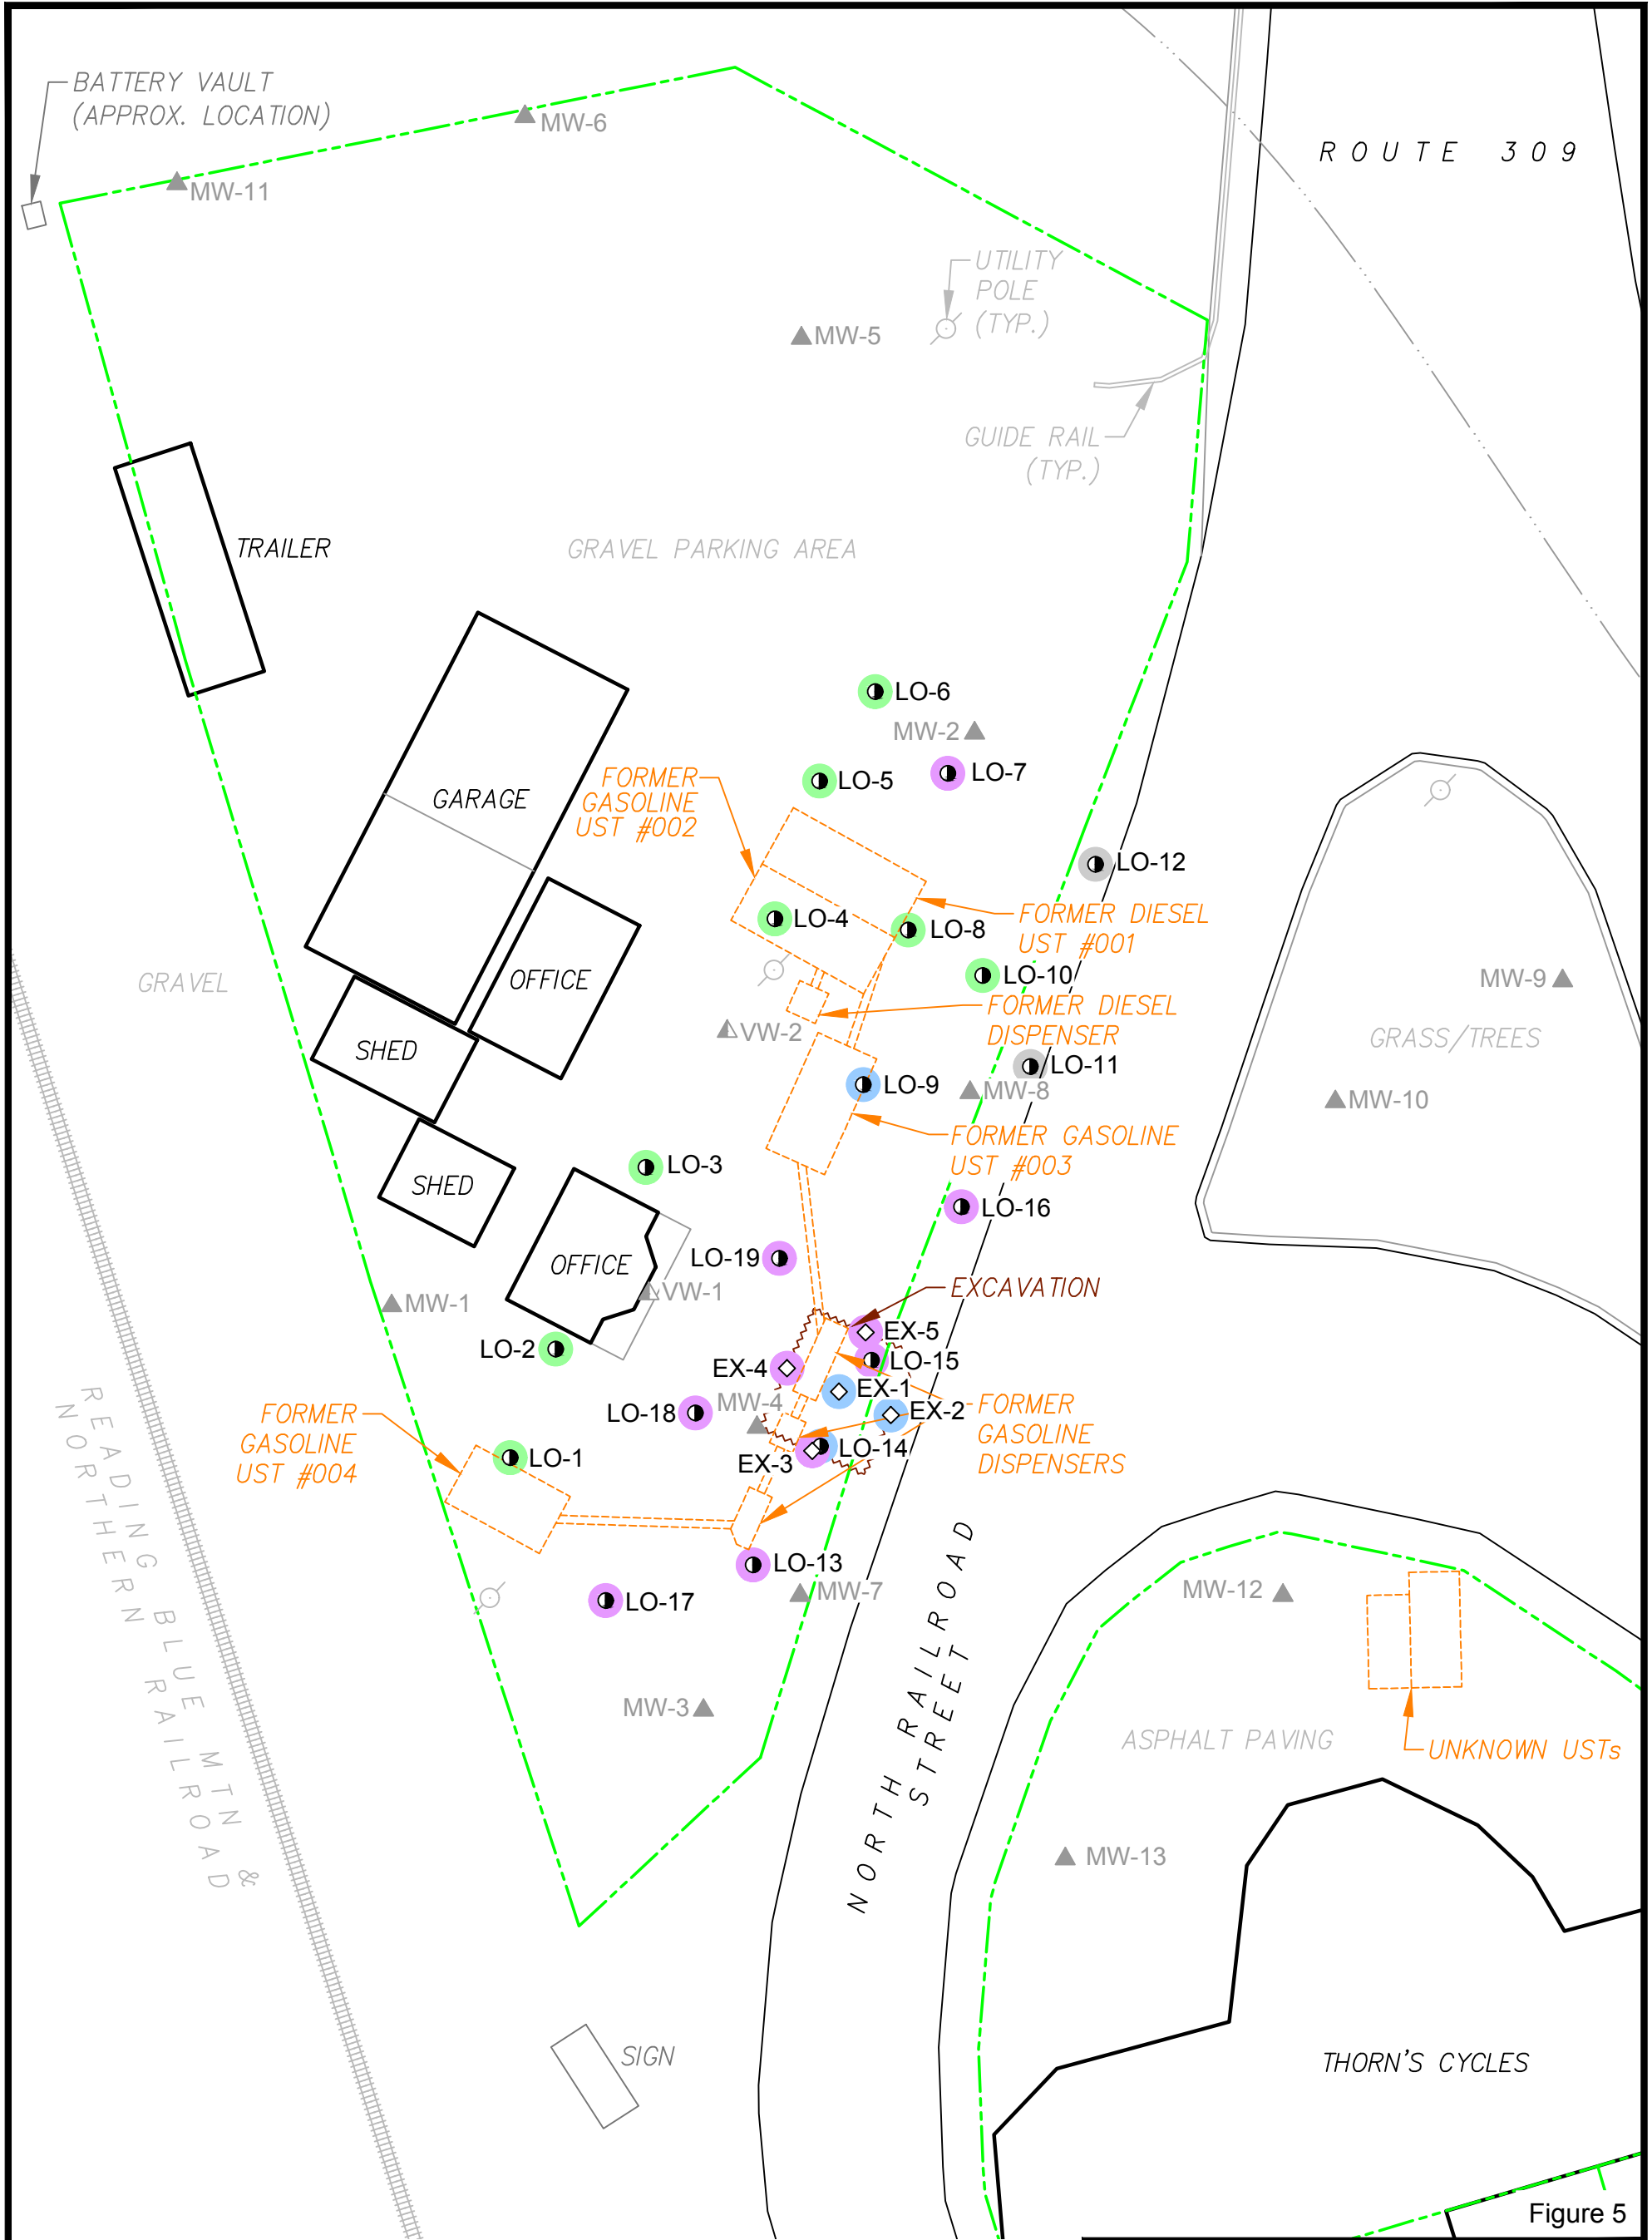 BATTERY VAULT
(APPROX. LOCATION)
MW-6
MW-11
ROUTE 309
UTILITY
POLE
(TYP.)
MW-5
GUIDE RAIL
(TYP.)
TRAILER
GRAVEL PARKING AREA
LO-6
MW-2
LO-7
LO-5
FORMER
GASOLINE
UST #002
GARAGE
LO-12
LO-4
LO-8
FORMER DIESEL
UST #001
OFFICE
GRAVEL
LO-10
MW-9
FORMER DIESEL
DISPENSER
VW-2
GRASS/TREES
SHED
LO-11
LO-9
MW-8
MW-10
FORMER GASOLINE
UST #003
LO-3
SHED
LO-16
LO-19
OFFICE
EXCAVATION
VW-1
MW-1
EX-5
LO-2
LO-15
EX-4
EX-1
MW-4
EX-2
LO-18
FORMER
GASOLINE
DISPENSERS
FORMER
GASOLINE
UST #004
LO-14
EX-3
LO-1
LO-13
MW-7
LO-17
MW-12
MW-3
READING BLUE MTN &
NORTHERN RAILROAD
NORTH RAILROAD
STREET
ASPHALT PAVING
UNKNOWN USTs
MW-13
SIGN
THORN'S CYCLES
Figure 5